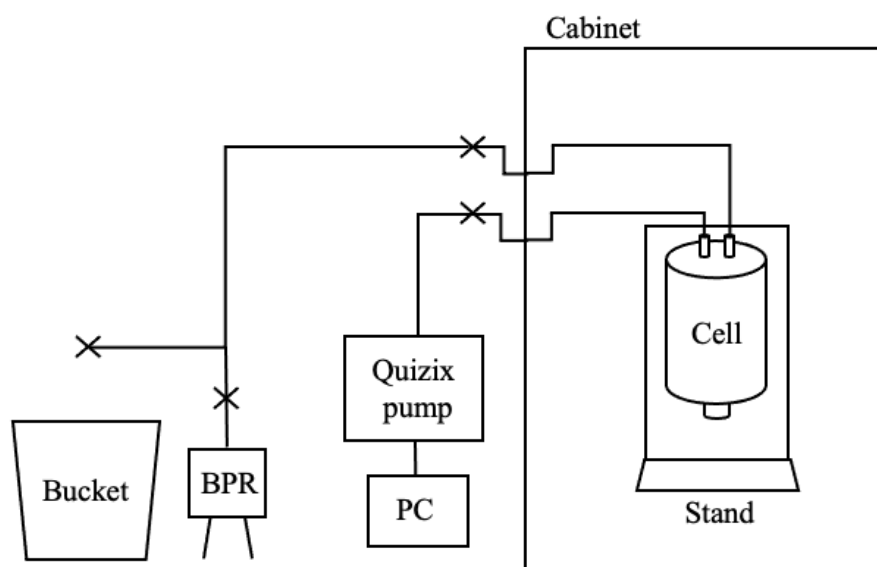 Cabinet
Quizix
pump
Cell
Bucket
BPR
PC
Stand